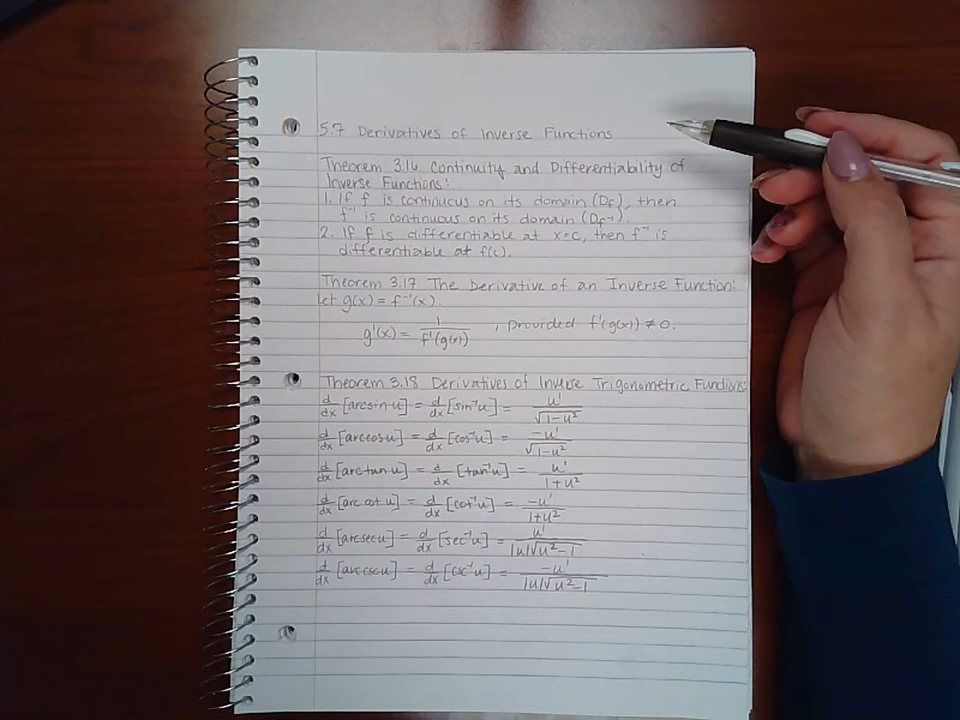 5.7 Derivatives of Inverse Functions
Theorem 3.16 Continuity and Differentiability of
Inverse Functions:
1. If f is continuous on its domain (Df), then
f⁻¹ is continuous on its domain (Df⁻¹).
2. If f is differentiable at x=c, then f⁻¹ is
differentiable at f(c).
Theorem 3.17 The Derivative of an Inverse Function:
Let g(x) = f⁻¹(x).
g'(x) = 1/f'(g(x)) , provided f'(g(x)) ≠ 0.
Theorem 3.18 Derivatives of Inverse Trigonometric Functions:
d/dx [arcsin u] = d/dx [sin⁻¹u] = u'/√(1-u²)
d/dx [arccos u] = d/dx [cos⁻¹u] = -u'/√(1-u²)
d/dx [arctan u] = d/dx [tan⁻¹u] = u'/(1+u²)
d/dx [arccot u] = d/dx [cot⁻¹u] = -u'/(1+u²)
d/dx [arcsec u] = d/dx [sec⁻¹u] = u'/(|u|√(u²-1))
d/dx [arccsc u] = d/dx [csc⁻¹u] = -u'/(|u|√(u²-1))